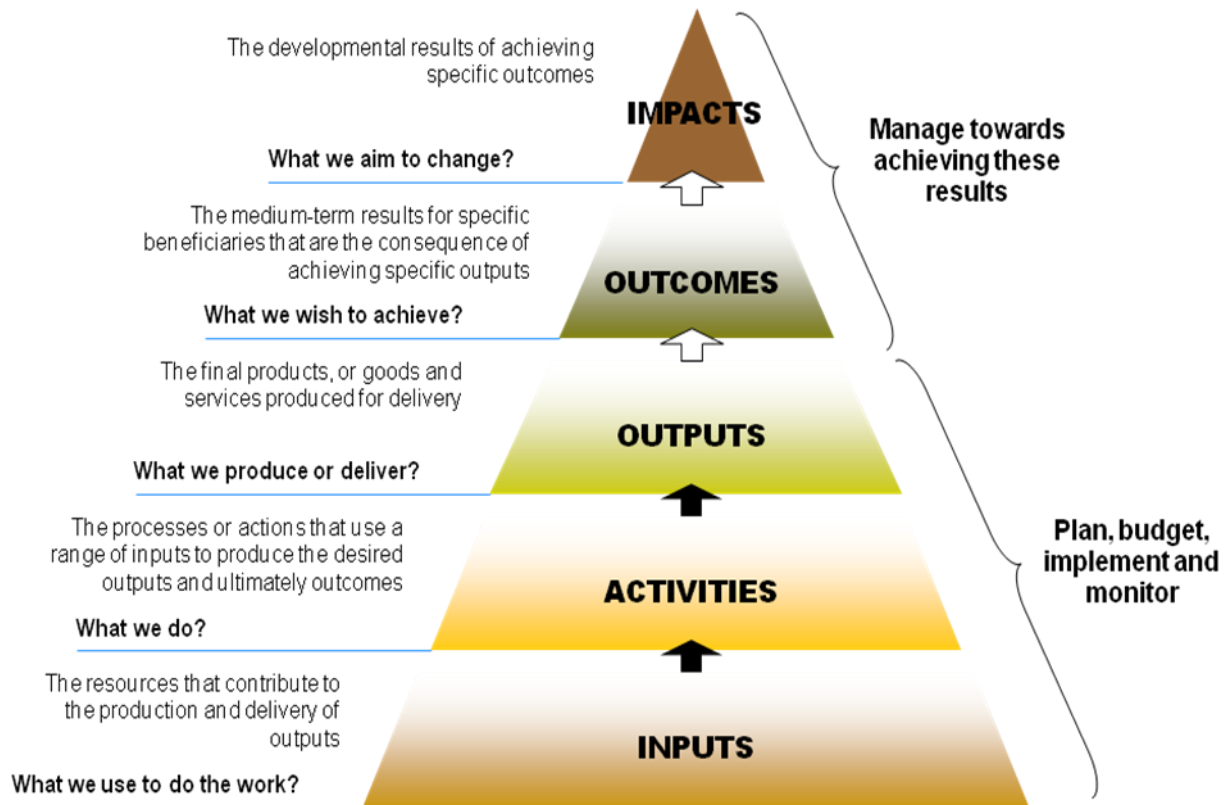 The developmental results of achieving
specific outcomes
IMPACTS
What we aim to change?
Manage towards
achieving these
results
The medium-term results for specific
beneficiaries that are the consequence of
achieving specific outputs
OUTCOMES
What we wish to achieve?
The final products, or goods and
services produced for delivery
OUTPUTS
What we produce or deliver?
The processes or actions that use a
range of inputs to produce the desired
outputs and ultimately outcomes
ACTIVITIES
What we do?
Plan, budget,
implement and
monitor
The resources that contribute to
the production and delivery of
outputs
INPUTS
What we use to do the work?